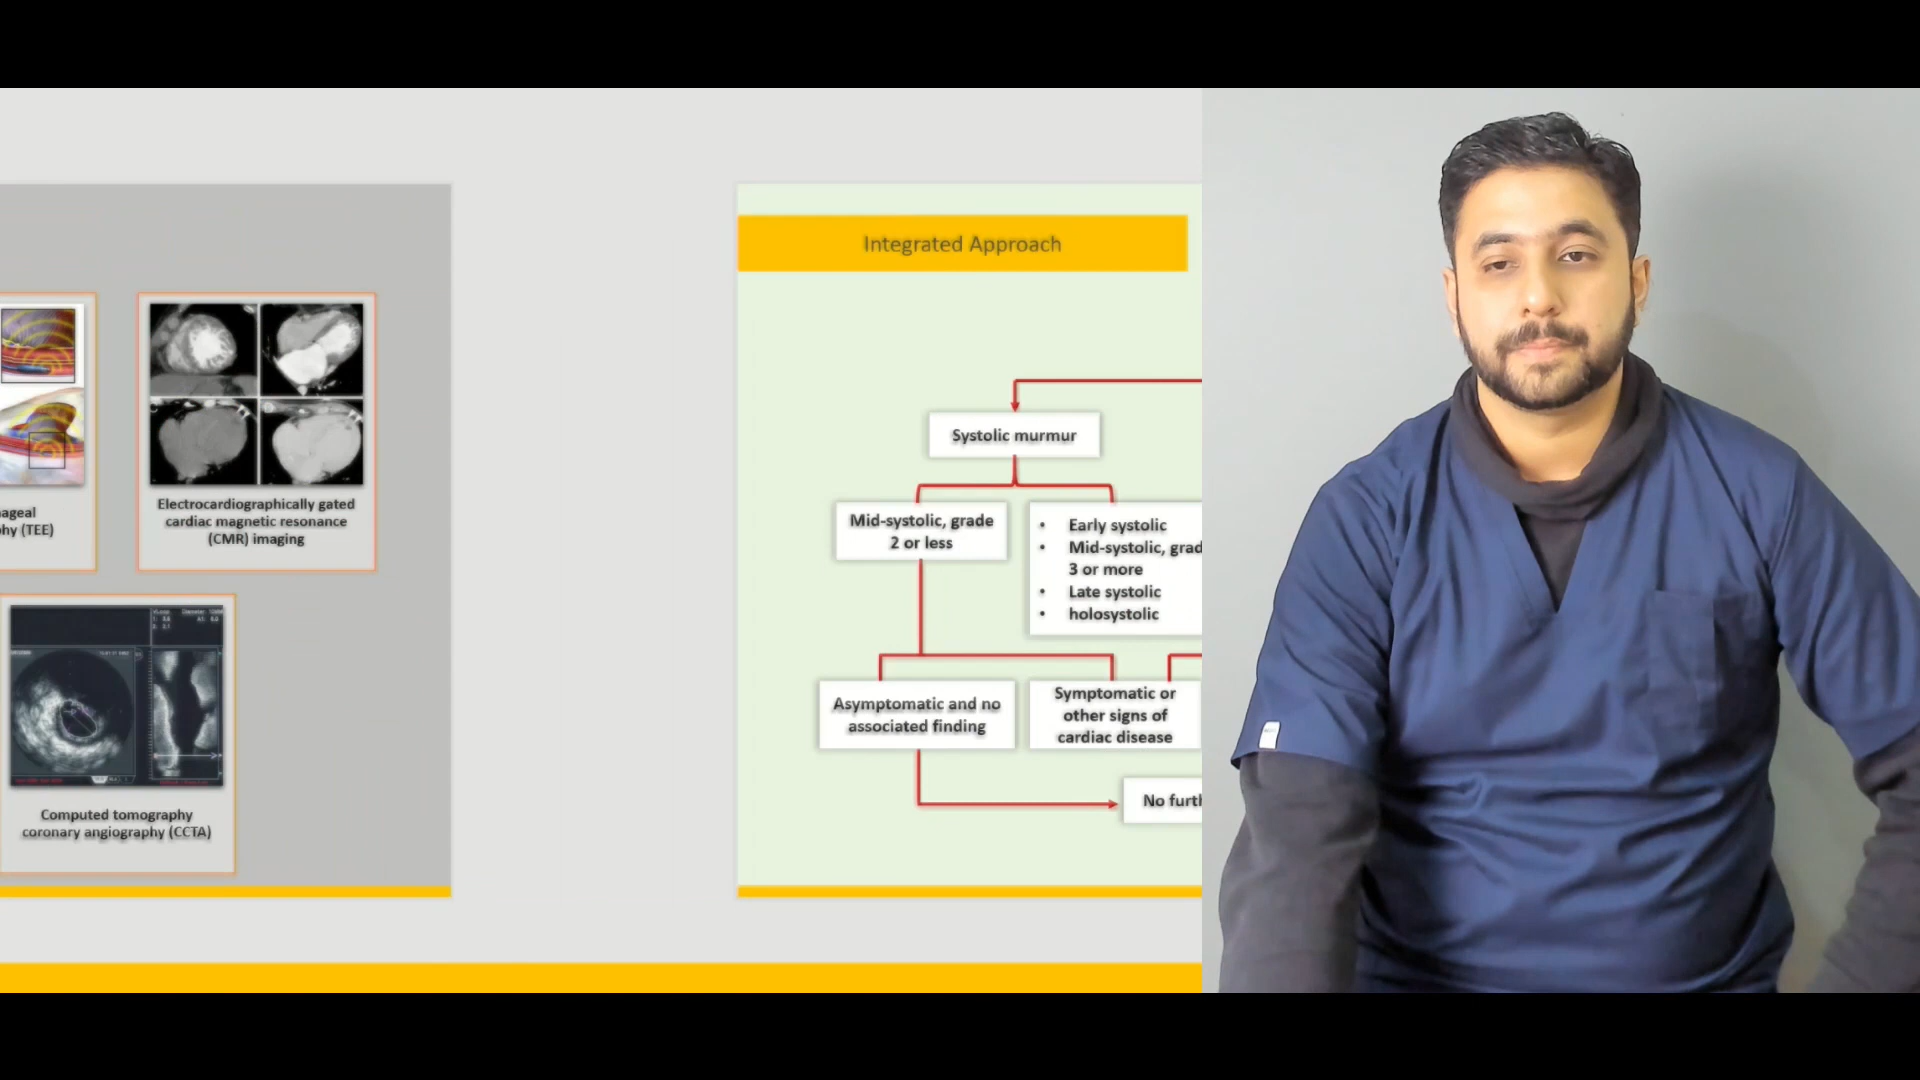 ageal
hy (TEE)
Electrocardiographically gated
cardiac magnetic resonance
(CMR) imaging
Computed tomography
coronary angiography (CCTA)
Integrated Approach
Systolic murmur
Mid-systolic, grade
2 or less
• Early systolic
• Mid-systolic, grad
3 or more
• Late systolic
• holosystolic
Asymptomatic and no
associated finding
Symptomatic or
other signs of
cardiac disease
No furth